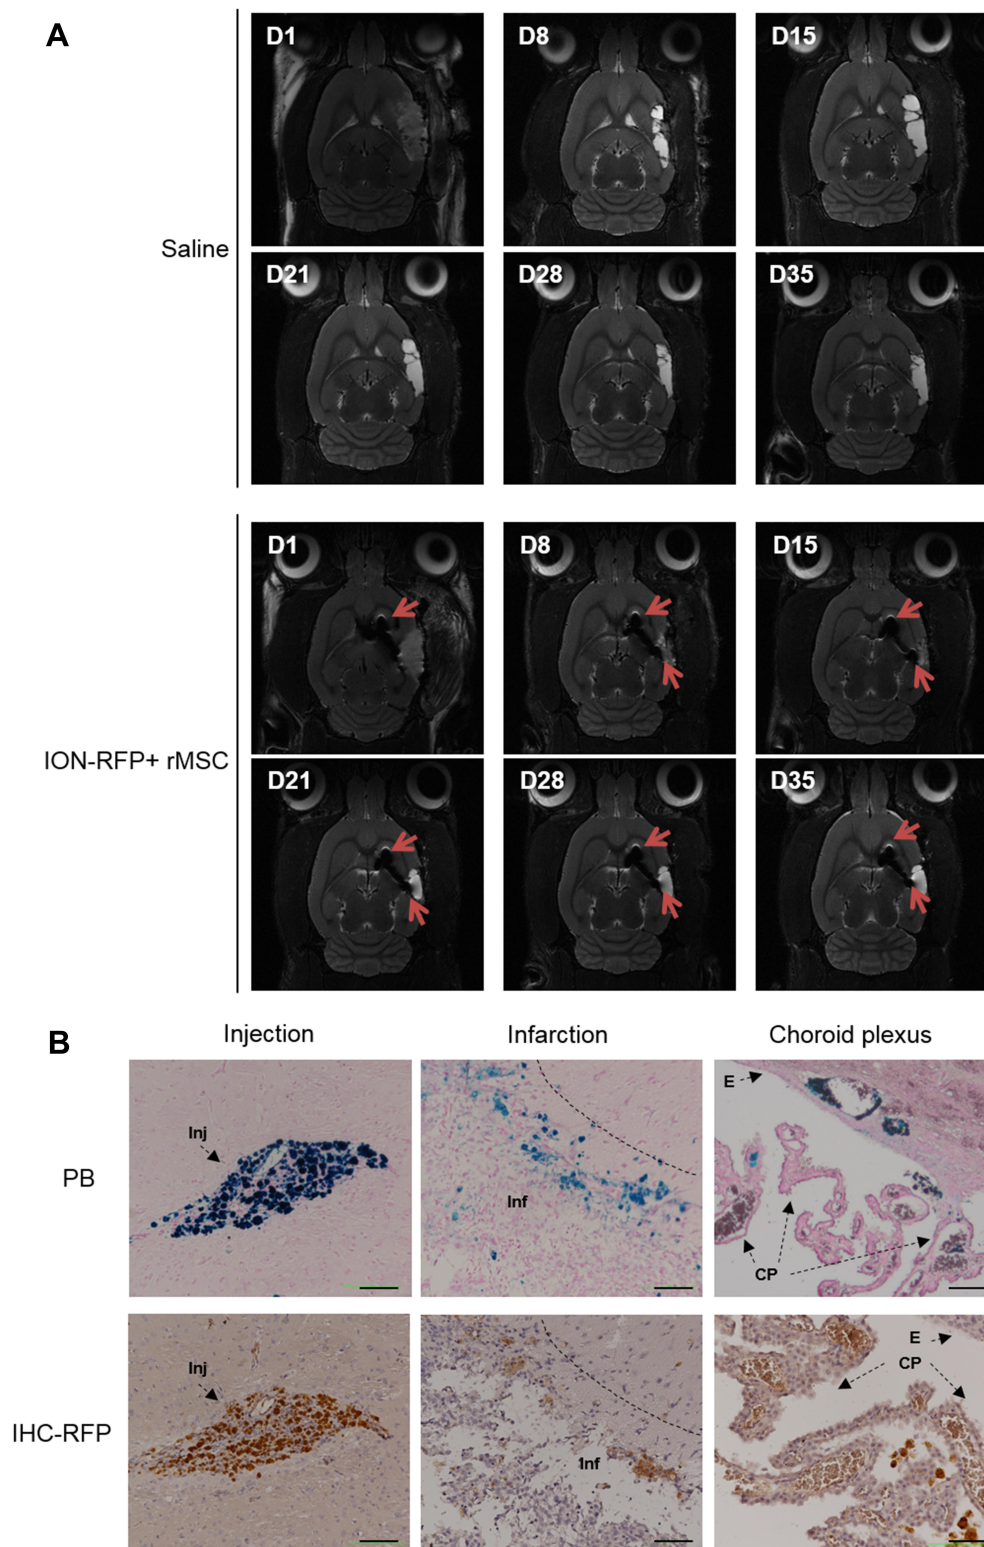 A
D1
D8
D15
Saline
D21
D28
D35
D1
D8
D15
ION-RFP+ rMSC
D21
D28
D35
B
Injection
Infarction
Choroid plexus
PB
Inj
Inf
E
CP
IHC-RFP
Inj
Inf
E
CP